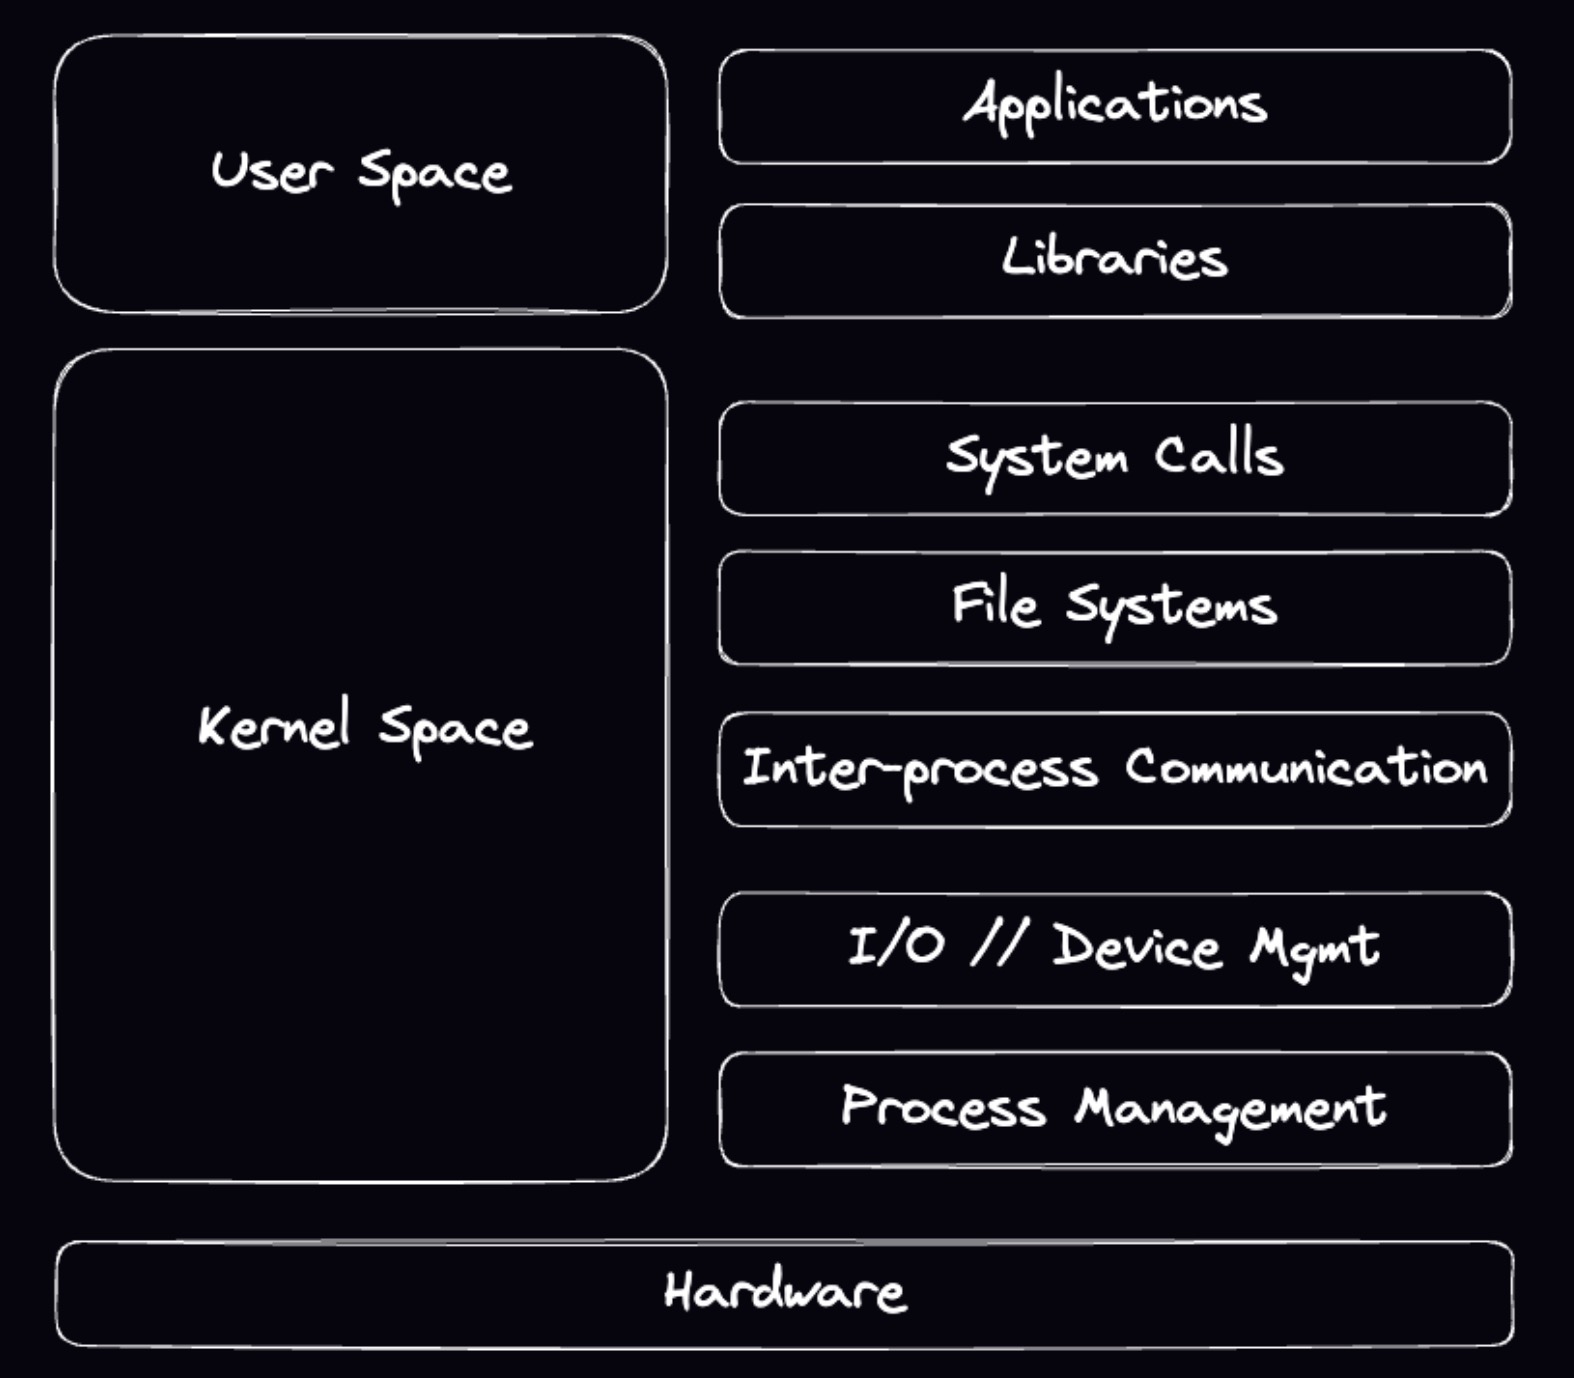 User Space
Applications
Libraries
Kernel Space
System Calls
File Systems
Inter-process Communication
I/O // Device Mgmt
Process Management
Hardware